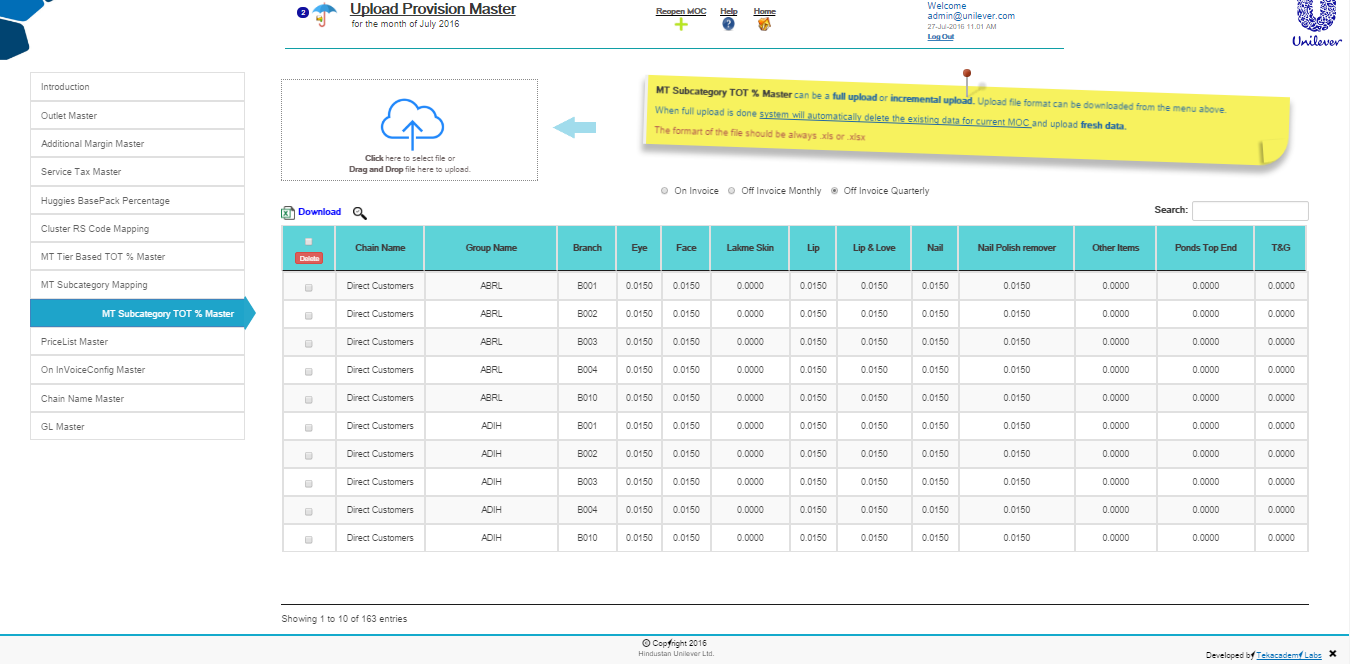 2
Upload Provision Master
for the month of July 2016
Reopen MOC
Help
Home
Welcome
admin@unilever.com
27-Jul-2016 11.01 AM
Log Out
Unilever
Introduction
Outlet Master
Additional Margin Master
Service Tax Master
Huggies BasePack Percentage
Cluster RS Code Mapping
MT Tier Based TOT % Master
MT Subcategory Mapping
MT Subcategory TOT % Master
PriceList Master
On InVoiceConfig Master
Chain Name Master
GL Master
Click here to select file or
Drag and Drop file here to upload.
MT Subcategory TOT % Master can be a full upload or incremental upload. Upload file format can be downloaded from the menu above.
When full upload is done system will automatically delete the existing data for current MOC and upload fresh data.
The formart of the file should be always .xls or .xlsx
On Invoice Off Invoice Monthly Off Invoice Quarterly
Download
Search:
Delete Chain Name Group Name Branch Eye Face Lakme Skin Lip Lip & Love Nail Nail Polish remover Other Items Ponds Top End T&G
Direct Customers ABRL B001 0.0150 0.0150 0.0000 0.0150 0.0150 0.0150 0.0150 0.0000 0.0000 0.0000
Direct Customers ABRL B002 0.0150 0.0150 0.0000 0.0150 0.0150 0.0150 0.0150 0.0000 0.0000 0.0000
Direct Customers ABRL B003 0.0150 0.0150 0.0000 0.0150 0.0150 0.0150 0.0150 0.0000 0.0000 0.0000
Direct Customers ABRL B004 0.0150 0.0150 0.0000 0.0150 0.0150 0.0150 0.0150 0.0000 0.0000 0.0000
Direct Customers ABRL B010 0.0150 0.0150 0.0000 0.0150 0.0150 0.0150 0.0150 0.0000 0.0000 0.0000
Direct Customers ADIH B001 0.0150 0.0150 0.0000 0.0150 0.0150 0.0150 0.0150 0.0000 0.0000 0.0000
Direct Customers ADIH B002 0.0150 0.0150 0.0000 0.0150 0.0150 0.0150 0.0150 0.0000 0.0000 0.0000
Direct Customers ADIH B003 0.0150 0.0150 0.0000 0.0150 0.0150 0.0150 0.0150 0.0000 0.0000 0.0000
Direct Customers ADIH B004 0.0150 0.0150 0.0000 0.0150 0.0150 0.0150 0.0150 0.0000 0.0000 0.0000
Direct Customers ADIH B010 0.0150 0.0150 0.0000 0.0150 0.0150 0.0150 0.0150 0.0000 0.0000 0.0000
Showing 1 to 10 of 163 entries
© Copyright 2016
Hindustan Unilever Ltd.
Developed by Tekacademy Labs